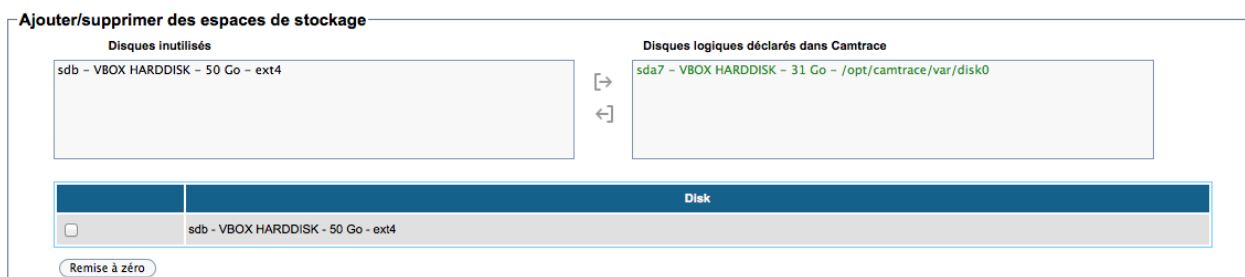 Ajouter/supprimer des espaces de stockage
Disques inutilisés
Disques logiques déclarés dans Camtrace
sdb – VBOX HARDDISK – 50 Go – ext4
sda7 – VBOX HARDDISK – 31 Go – /opt/camtrace/var/disk0
Disk
sdb - VBOX HARDDISK - 50 Go - ext4
Remise à zéro